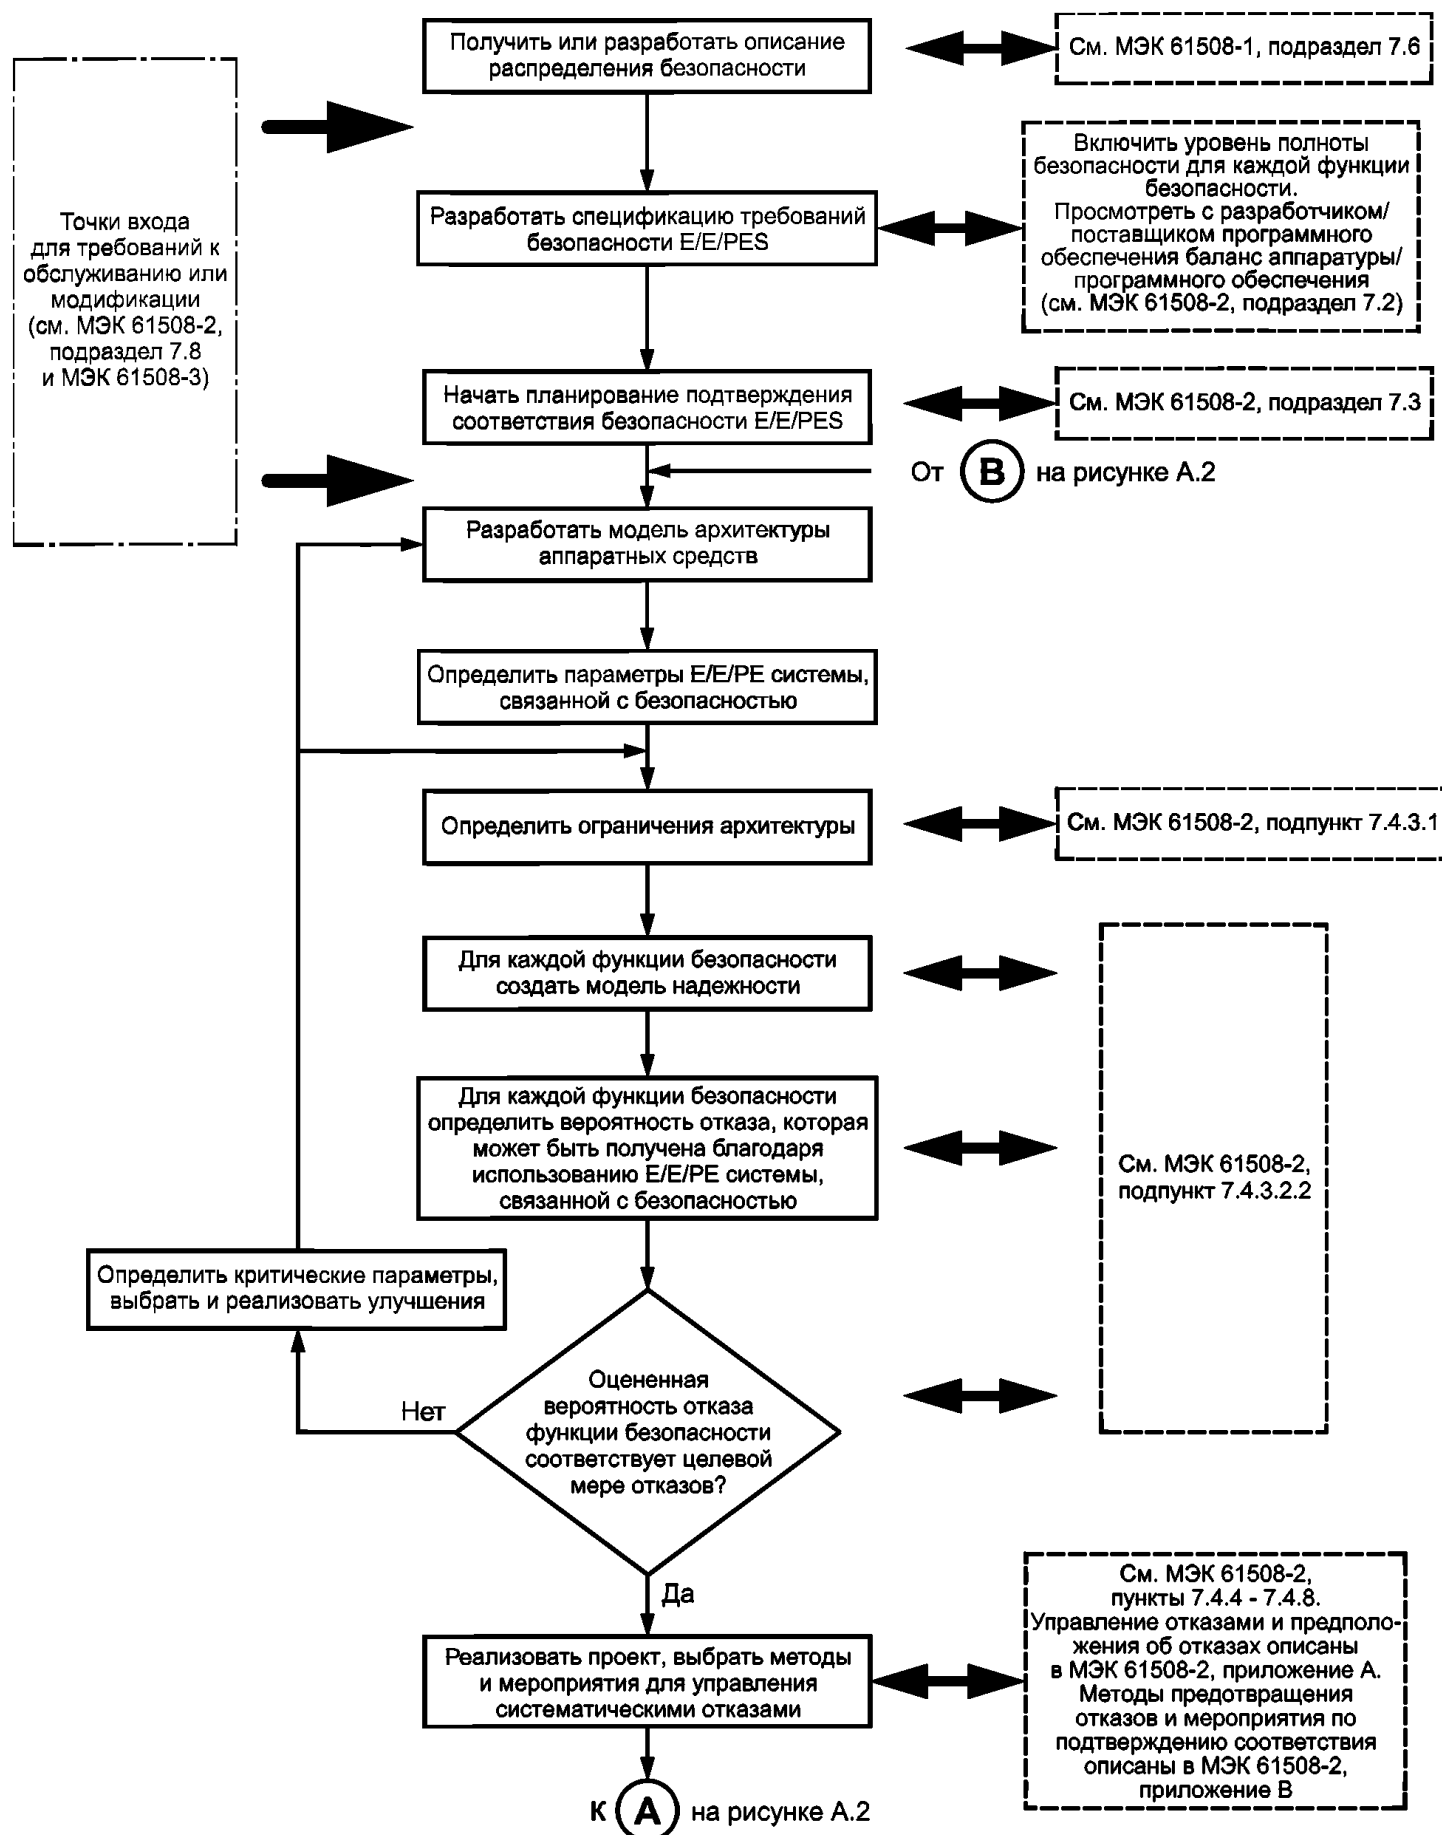 Получить или разработать описание
распределения безопасности
См. МЭК 61508-1, подраздел 7.6
Точки входа
для требований к
обслуживанию или
модификации
(см. МЭК 61508-2,
подраздел 7.8
и МЭК 61508-3)
Включить уровень полноты
безопасности для каждой функции
безопасности.
Просмотреть с разработчиком/
поставщиком программного
обеспечения баланс аппаратуры/
программного обеспечения
(см. МЭК 61508-2, подраздел 7.2)
Разработать спецификацию требований
безопасности E/E/PES
Начать планирование подтверждения
соответствия безопасности E/E/PES
См. МЭК 61508-2, подраздел 7.3
От B на рисунке А.2
Разработать модель архитектуры
аппаратных средств
Определить параметры Е/Е/РЕ системы,
связанной с безопасностью
Определить ограничения архитектуры
См. МЭК 61508-2, подпункт 7.4.3.1
Для каждой функции безопасности
создать модель надежности
Для каждой функции безопасности
определить вероятность отказа, которая
может быть получена благодаря
использованию Е/Е/РЕ системы,
связанной с безопасностью
См. МЭК 61508-2,
подпункт 7.4.3.2.2
Определить критические параметры,
выбрать и реализовать улучшения
Нет
Оцененная
вероятность отказа
функции безопасности
соответствует целевой
мере отказов?
Да
Реализовать проект, выбрать методы
и мероприятия для управления
систематическими отказами
См. МЭК 61508-2,
пункты 7.4.4 - 7.4.8.
Управление отказами и предполо-
жения об отказах описаны
в МЭК 61508-2, приложение А.
Методы предотвращения
отказов и мероприятия по
подтверждению соответствия
описаны в МЭК 61508-2,
приложение В
К А на рисунке А.2